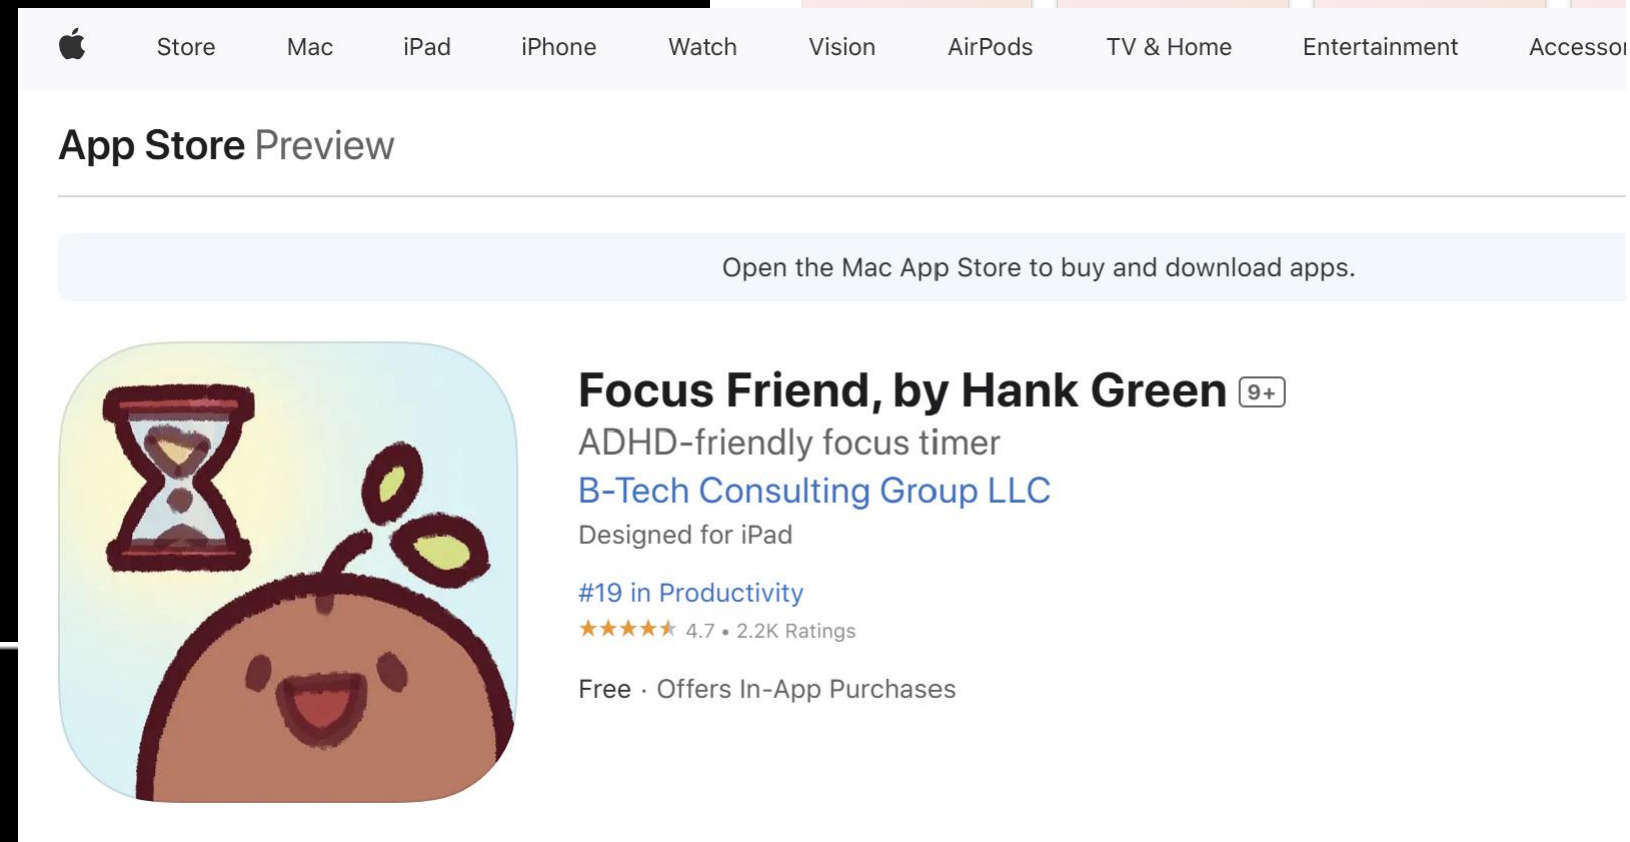 Store Mac iPad iPhone Watch Vision AirPods TV & Home Entertainment
App Store Preview
Open the Mac App Store to buy and download apps.
Focus Friend, by Hank Green 9+
ADHD-friendly focus timer
B-Tech Consulting Group LLC
Designed for iPad
#19 in Productivity
4.7 • 2.2K Ratings
Free · Offers In-App Purchases